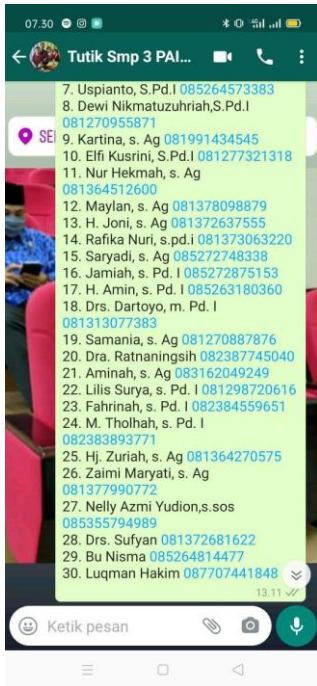 07.30
Tutik Smp 3 PAI...
SE
7. Uspianto, S.Pd.I 085264573383
8. Dewi Nikmatuzuhriah,S.Pd.I
081270955871
9. Kartina, s. Ag 081991434545
10. Elfi Kusrini, S.Pd.I 081277321318
11. Nur Hekmah, s. Ag
081364512600
12. Maylan, s. Ag 081378098879
13. H. Joni, s. Ag 081372637555
14. Rafika Nuri, s.pd.i 081373063220
15. Saryadi, s. Ag 085272748338
16. Jamiah, s. Pd. I 085272875153
17. H. Amin, s. Pd. I 085263180360
18. Drs. Dartoyo, m. Pd. I
081313077383
19. Samania, s. Ag 081270887876
20. Dra. Ratnaningsih 082387745040
21. Aminah, s. Ag 083162049249
22. Lilis Surya, s. Pd. I 081298720616
23. Fahrinah, s. Pd. I 082384559651
24. M. Tholhah, s. Pd. I
082383893771
25. Hj. Zuriah, s. Ag 081364270575
26. Zaimi Maryati, s. Ag
081377990772
27. Nelly Azmi Yudion,s.sos
085355794989
28. Drs. Sufyan 081372681622
29. Bu Nisma 085264814477
30. Luqman Hakim 087707441848
13.11
Ketik pesan